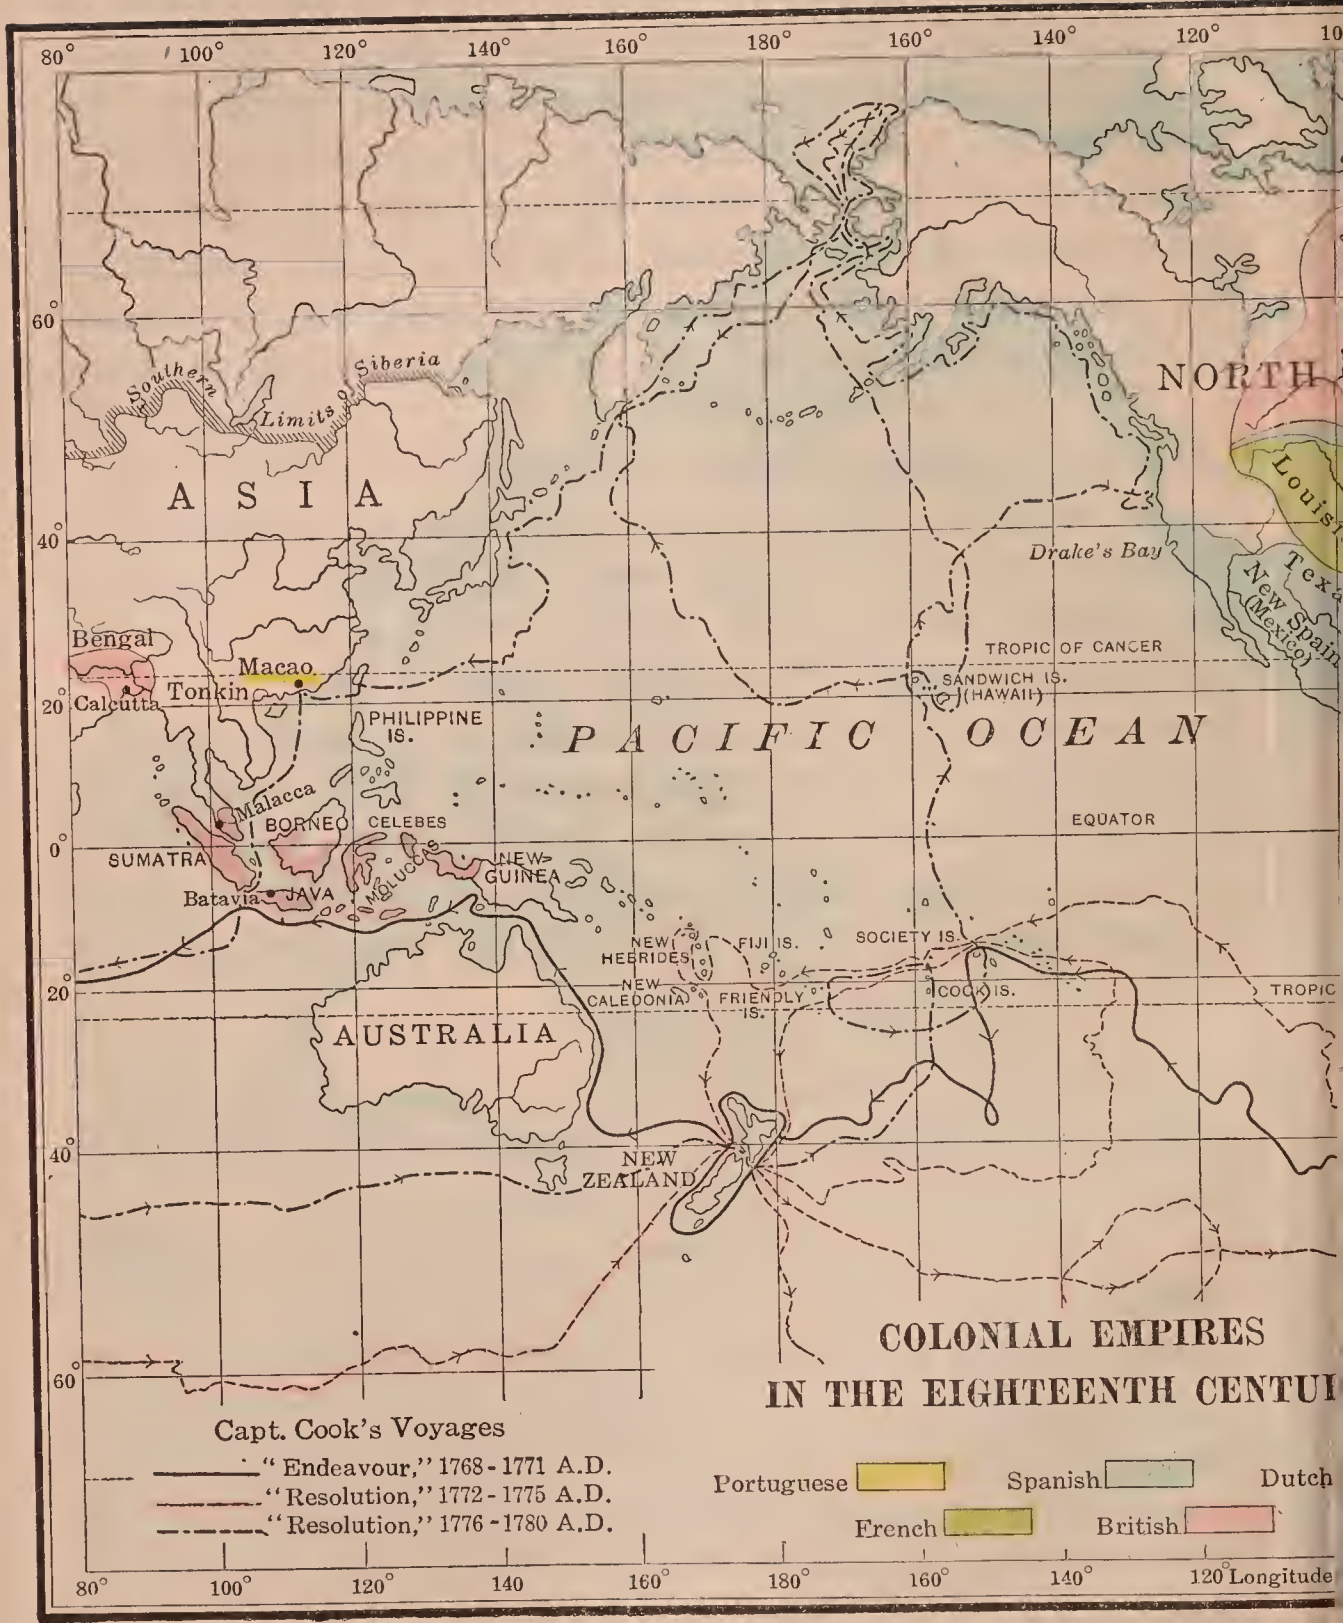 80° 100° 120° 140° 160° 180° 160° 140° 120° 10
60°
Southern Limits of Siberia
NORTH
ASIA
Louisi
40°
Drake's Bay
Texa
New Spain
(Mexico)
Bengal
TROPIC OF CANCER
Macao
Calcutta
Tonkin
SANDWICH IS.
(HAWAII)
20°
PHILIPPINE
IS.
PACIFIC OCEAN
Malacca
BORNEO
CELEBES
EQUATOR
0°
SUMATRA
MOLUCCAS
NEW
GUINEA
Batavia
JAVA
NEW
HEBRIDES
FIJI IS.
SOCIETY IS.
20°
NEW
CALEDONIA
FRIENDLY
IS.
COOK IS.
TROPIC
AUSTRALIA
40°
NEW
ZEALAND
60°
COLONIAL EMPIRES
IN THE EIGHTEENTH CENTU
Capt. Cook's Voyages
"Endeavour," 1768-1771 A.D.
"Resolution," 1772-1775 A.D.
"Resolution," 1776-1780 A.D.
Portuguese Spanish Dutch
French British
80° 100° 120° 140° 160° 180° 160° 140° 120° Longitude